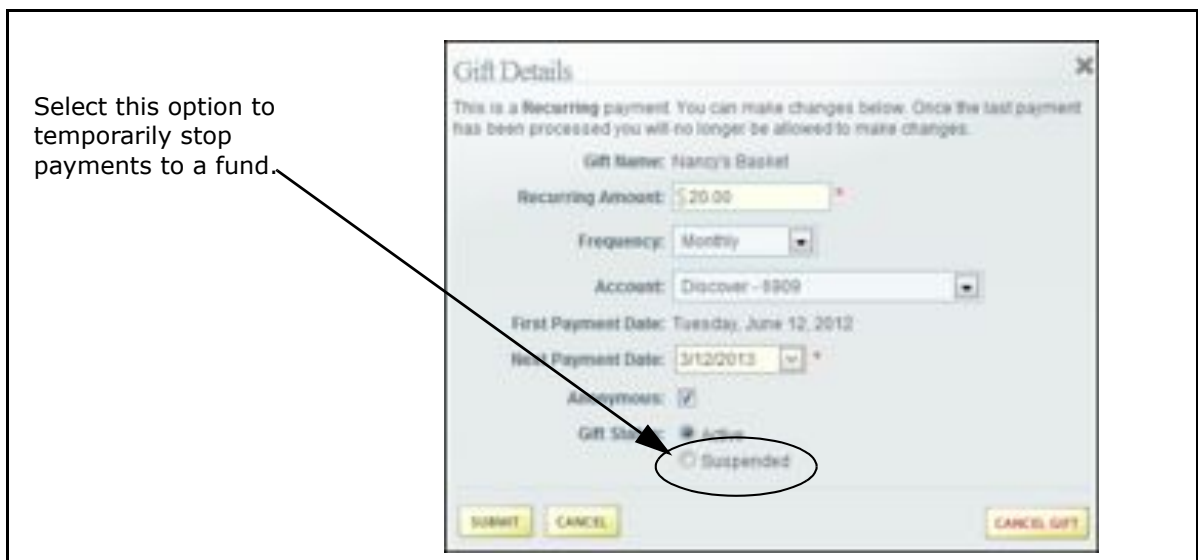 Select this option to
temporarily stop
payments to a fund.
Gift Details
This is a Recurring payment. You can make changes below. Once the last payment
has been processed you will no longer be allowed to make changes.
Gift Name: Nancy's Basket
Recurring Amount: $20.00 *
Frequency: Monthly
Account: Discover - 6909
First Payment Date: Tuesday, June 12, 2012
Next Payment Date: 3/12/2013 *
Anonymous:
Gift Status: Active
Suspended
SUBMIT CANCEL CANCEL GIFT